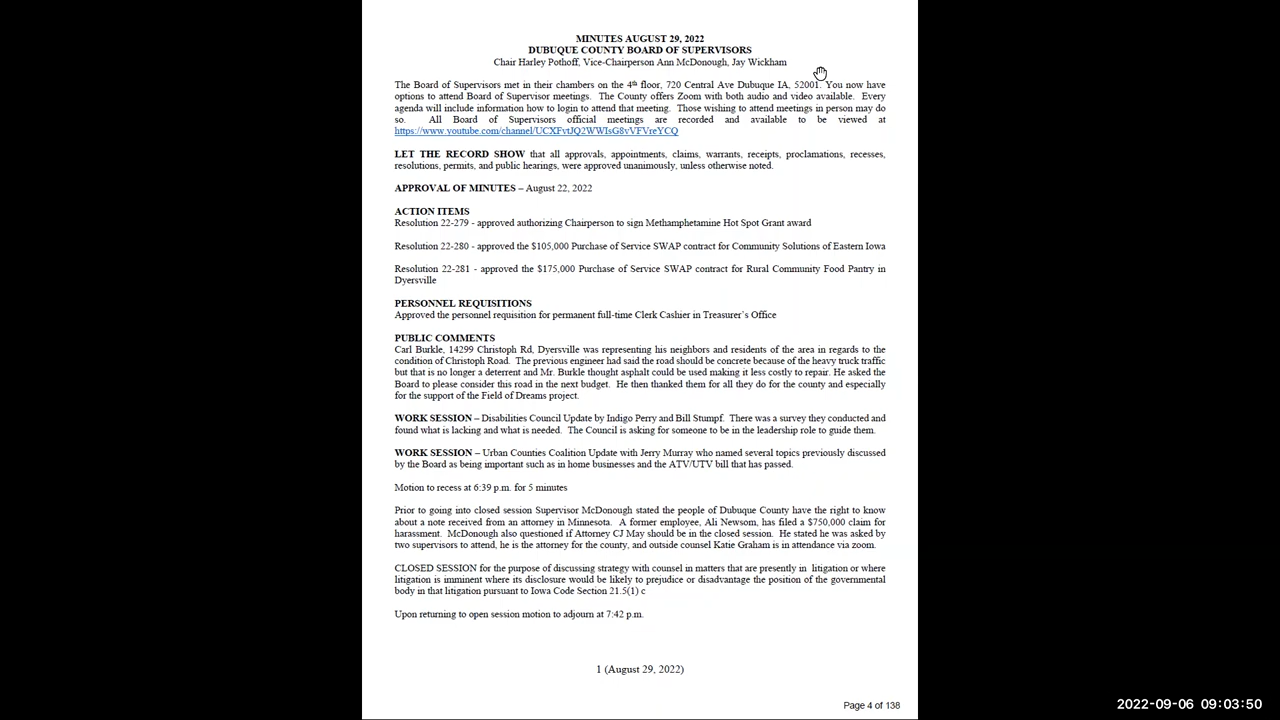 MINUTES AUGUST 29, 2022
DUBUQUE COUNTY BOARD OF SUPERVISORS
Chair Harley Pothoff, Vice-Chairperson Ann McDonough, Jay Wickham
The Board of Supervisors met in their chambers on the 4th floor, 720 Central Ave Dubuque IA, 52001. You now have
options to attend Board of Supervisor meetings. The County offers Zoom with both audio and video available. Every
agenda will include information how to login to attend that meeting. Those wishing to attend meetings in person may do
so. All Board of Supervisors official meetings are recorded and available to be viewed at
https://www.youtube.com/channel/UCXFvtJQ2WWIsG8vVFVreYCQ
LET THE RECORD SHOW that all approvals, appointments, claims, warrants, receipts, proclamations, recesses,
resolutions, permits, and public hearings, were approved unanimously, unless otherwise noted.
APPROVAL OF MINUTES – August 22, 2022
ACTION ITEMS
Resolution 22-279 - approved authorizing Chairperson to sign Methamphetamine Hot Spot Grant award
Resolution 22-280 - approved the $105,000 Purchase of Service SWAP contract for Community Solutions of Eastern Iowa
Resolution 22-281 - approved the $175,000 Purchase of Service SWAP contract for Rural Community Food Pantry in
Dyersville
PERSONNEL REQUISITIONS
Approved the personnel requisition for permanent full-time Clerk Cashier in Treasurer's Office
PUBLIC COMMENTS
Carl Burkle, 14299 Christoph Rd, Dyersville was representing his neighbors and residents of the area in regards to the
condition of Christoph Road. The previous engineer had said the road should be concrete because of the heavy truck traffic
but that is no longer a deterrent and Mr. Burkle thought asphalt could be used making it less costly to repair. He asked the
Board to please consider this road in the next budget. He then thanked them for all they do for the county and especially
for the support of the Field of Dreams project.
WORK SESSION – Disabilities Council Update by Indigo Perry and Bill Stumpf. There was a survey they conducted and
found what is lacking and what is needed. The Council is asking for someone to be in the leadership role to guide them.
WORK SESSION – Urban Counties Coalition Update with Jerry Murray who named several topics previously discussed
by the Board as being important such as in home businesses and the ATV/UTV bill that has passed.
Motion to recess at 6:39 p.m. for 5 minutes
Prior to going into closed session Supervisor McDonough stated the people of Dubuque County have the right to know
about a note received from an attorney in Minnesota. A former employee, Ali Newsom, has filed a $750,000 claim for
harassment. McDonough also questioned if Attorney CJ May should be in the closed session. He stated he was asked by
two supervisors to attend, he is the attorney for the county, and outside counsel Katie Graham is in attendance via zoom.
CLOSED SESSION for the purpose of discussing strategy with counsel in matters that are presently in litigation or where
litigation is imminent where its disclosure would be likely to prejudice or disadvantage the position of the governmental
body in that litigation pursuant to Iowa Code Section 21.5(1) c
Upon returning to open session motion to adjourn at 7:42 p.m.
1 (August 29, 2022)
Page 4 of 138
2022-09-06 09:03:50